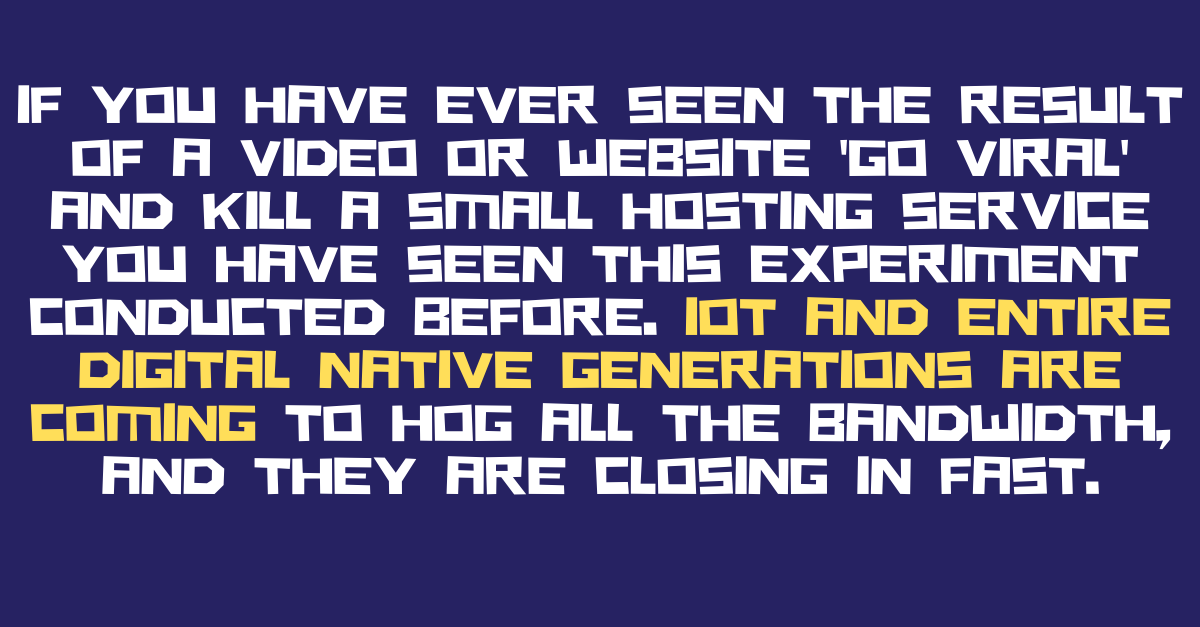 IF YOU HAVE EVER SEEN THE RESULT
OF A VIDEO OR WEBSITE 'GO VIRAL'
AND KILL A SMALL HOSTING SERVICE
YOU HAVE SEEN THIS EXPERIMENT
CONDUCTED BEFORE. IOT AND ENTIRE
DIGITAL NATIVE GENERATIONS ARE
COMING TO HOG ALL THE BANDWIDTH,
AND THEY ARE CLOSING IN FAST.